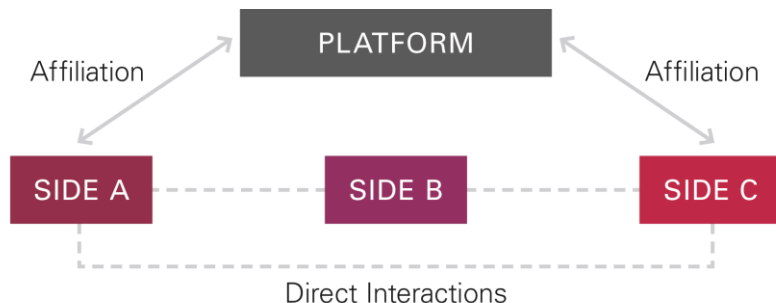 PLATFORM
Affiliation
Affiliation
SIDE A
SIDE B
SIDE C
Direct Interactions